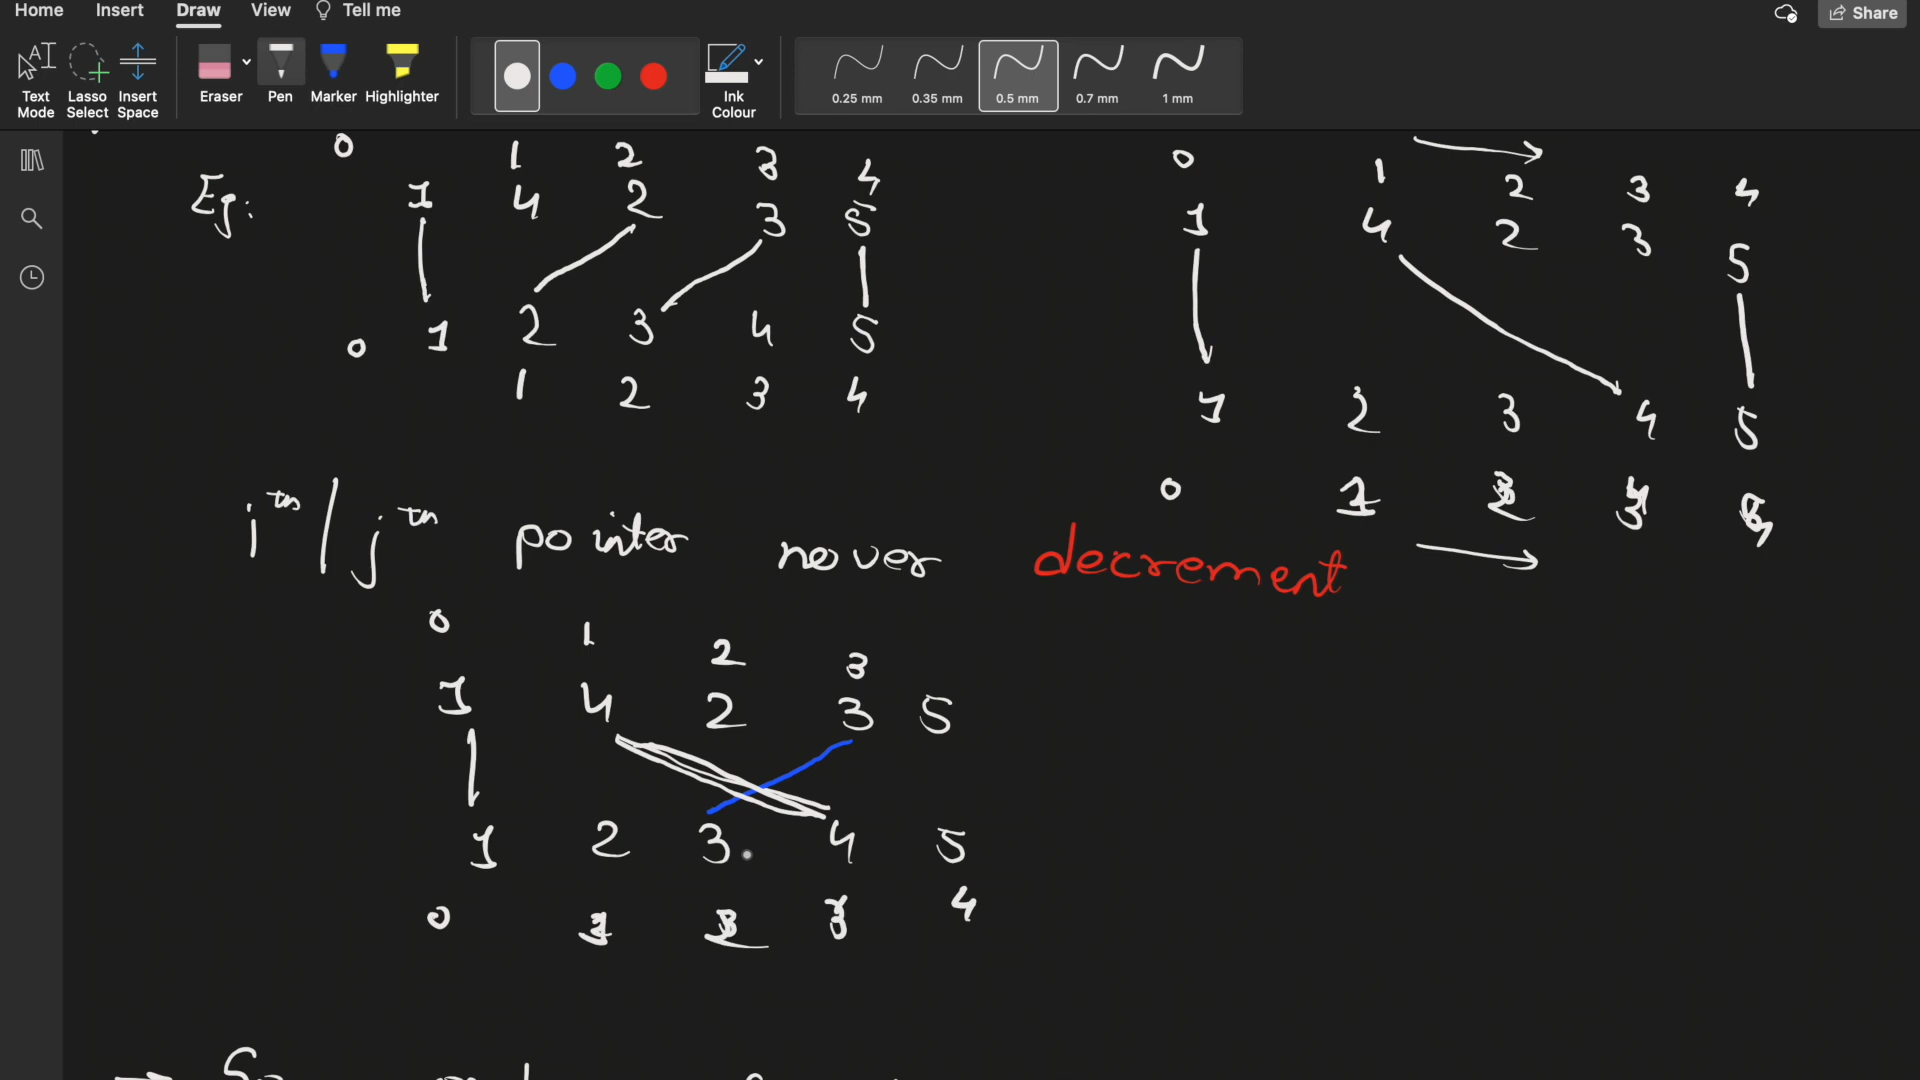 Home Insert Draw View Tell me Share
Text Mode Lasso Select Insert Space Eraser Pen Marker Highlighter Ink Colour 0.25 mm 0.35 mm 0.5 mm 0.7 mm 1 mm
0 1 2 3 4
Eg: 1 4 2 3 5
0 1 2 3 4 5
1 2 3 4
0 1 2 3 4
1 4 2 3 5
1 2 3 4 5
0 1
ith / jth pointer never decrement
0 1 2 3
1 4 2 3 5
1 2 3 4 5
0 3 4